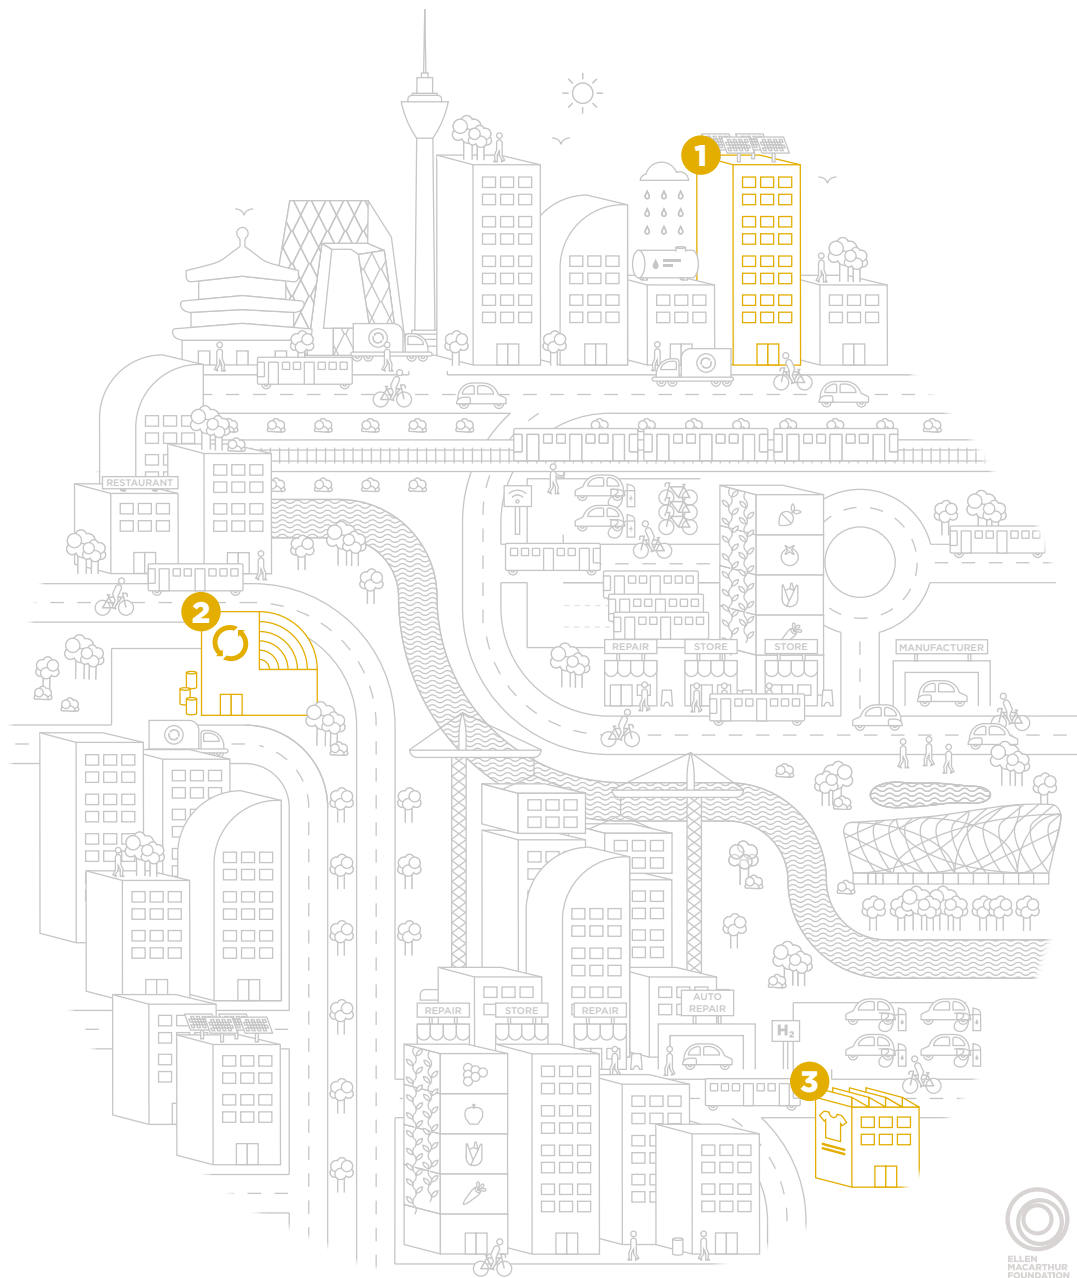 1
RESTAURANT
2
REPAIR
STORE
STORE
MANUFACTURER
REPAIR
STORE
REPAIR
AUTO
REPAIR
H2
3
ELLEN
MACARTHUR
FOUNDATION